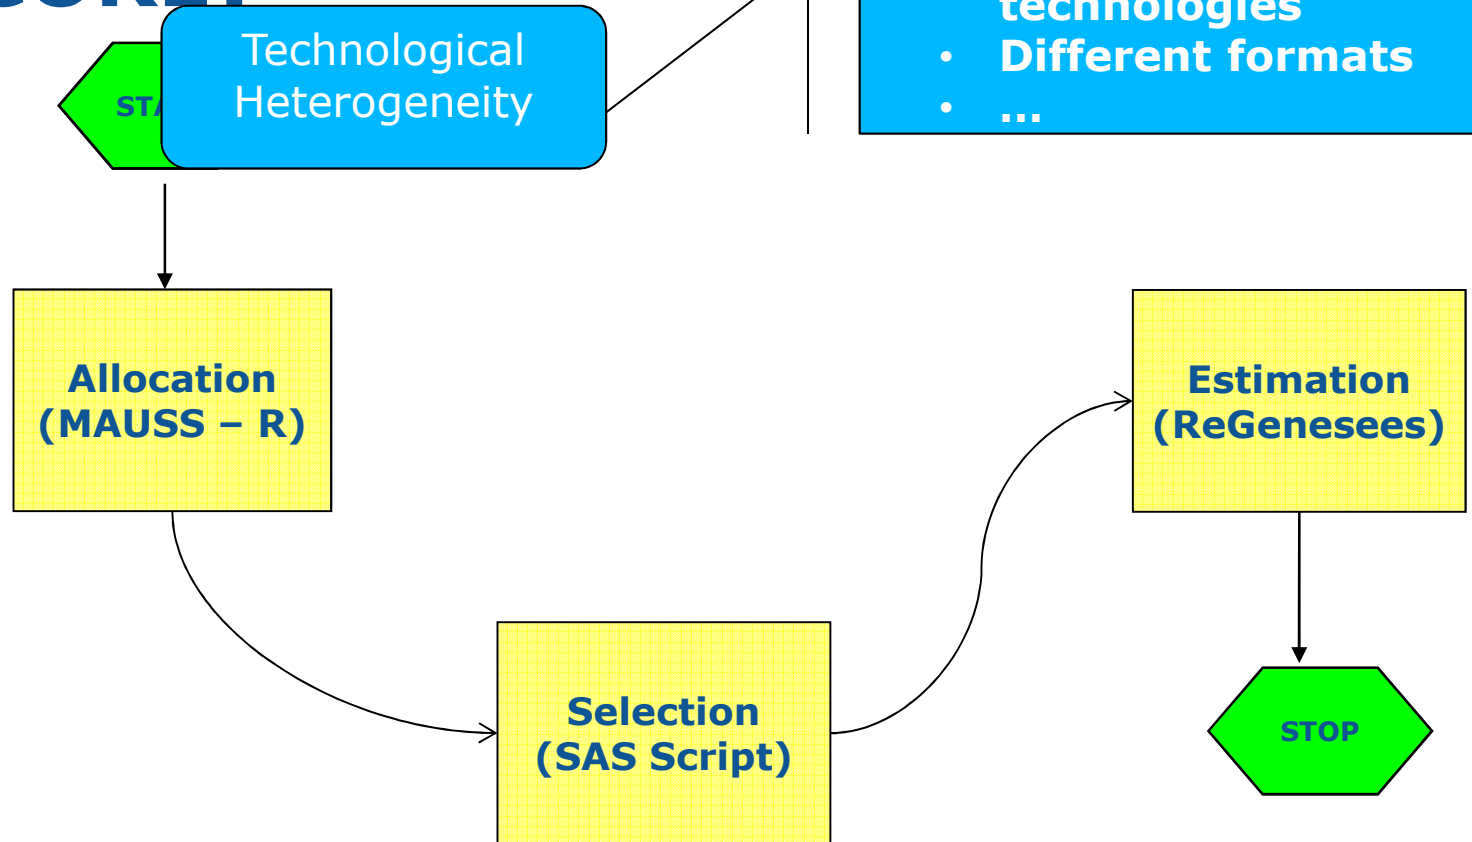 technologies
Technological
Heterogeneity
• Different formats
• ...
Allocation
(MAUSS – R)
Estimation
(ReGenesees)
Selection
(SAS Script)
STOP